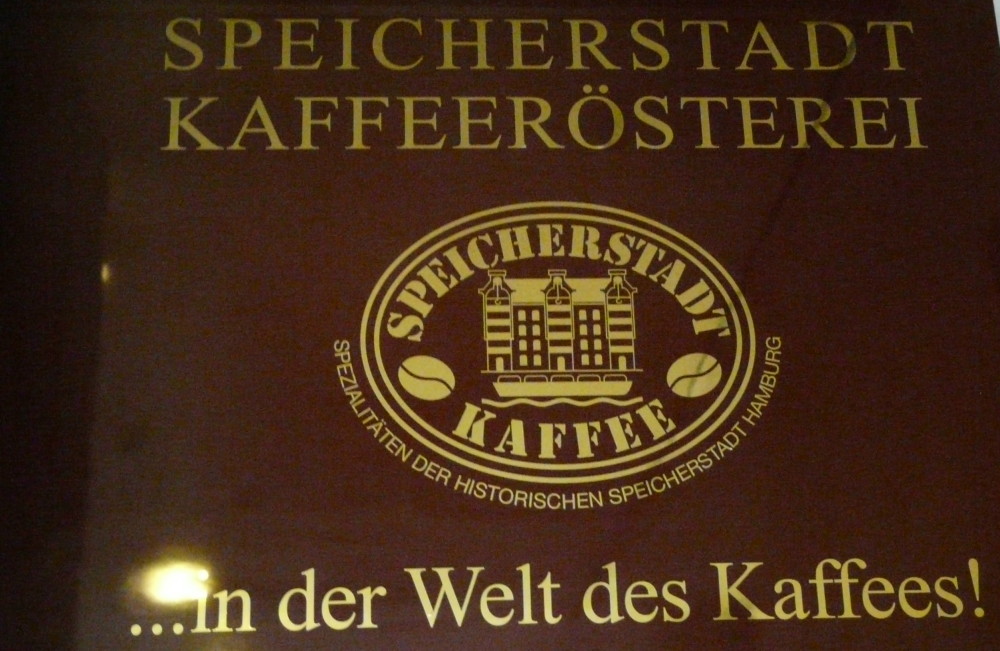 SPEICHERSTADT
KAFFEERÖSTEREI
SPEICHERSTADT
KAFFEE
SPEZIALITÄTEN DER HISTORISCHEN SPEICHERSTADT HAMBURG
...in der Welt des Kaffees!